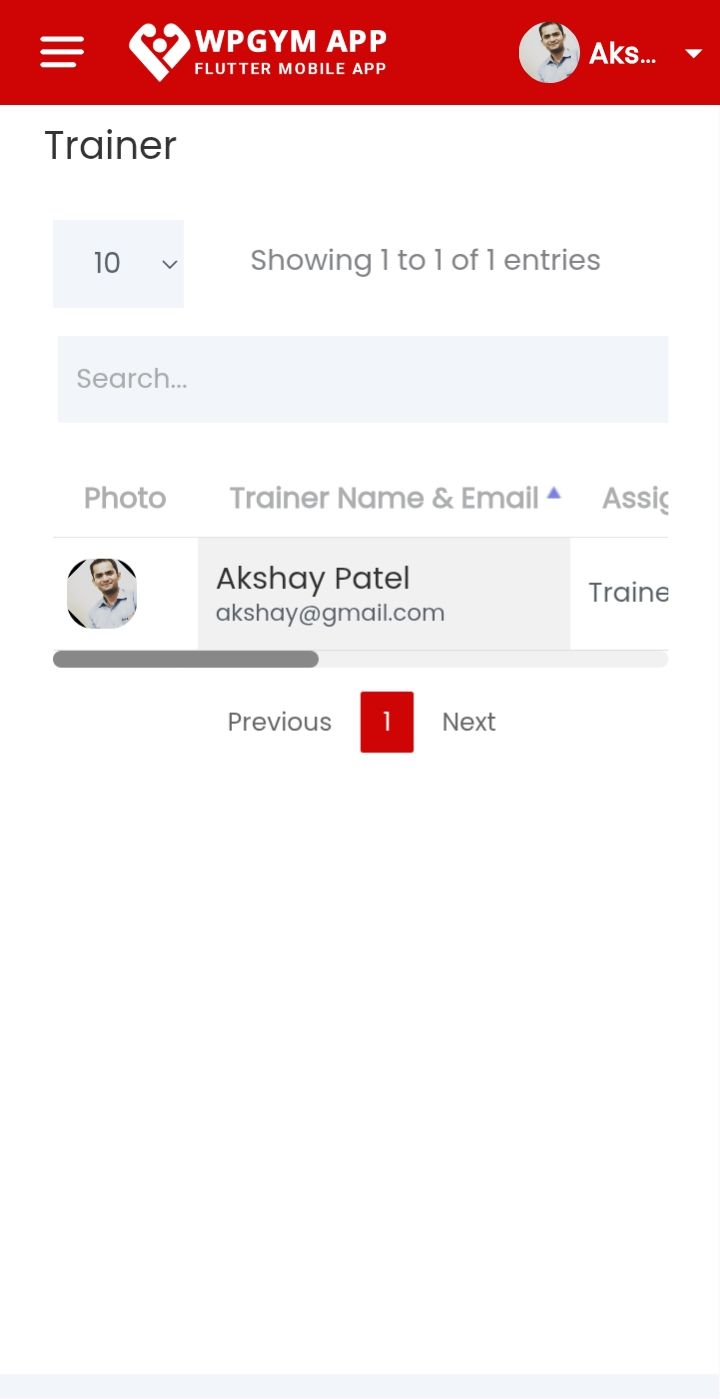 WPGYM APP
FLUTTER MOBILE APP
Aks...
Trainer
10
Showing 1 to 1 of 1 entries
Search...
Photo Trainer Name & Email Assig
Akshay Patel
akshay@gmail.com
Traine
Previous 1 Next